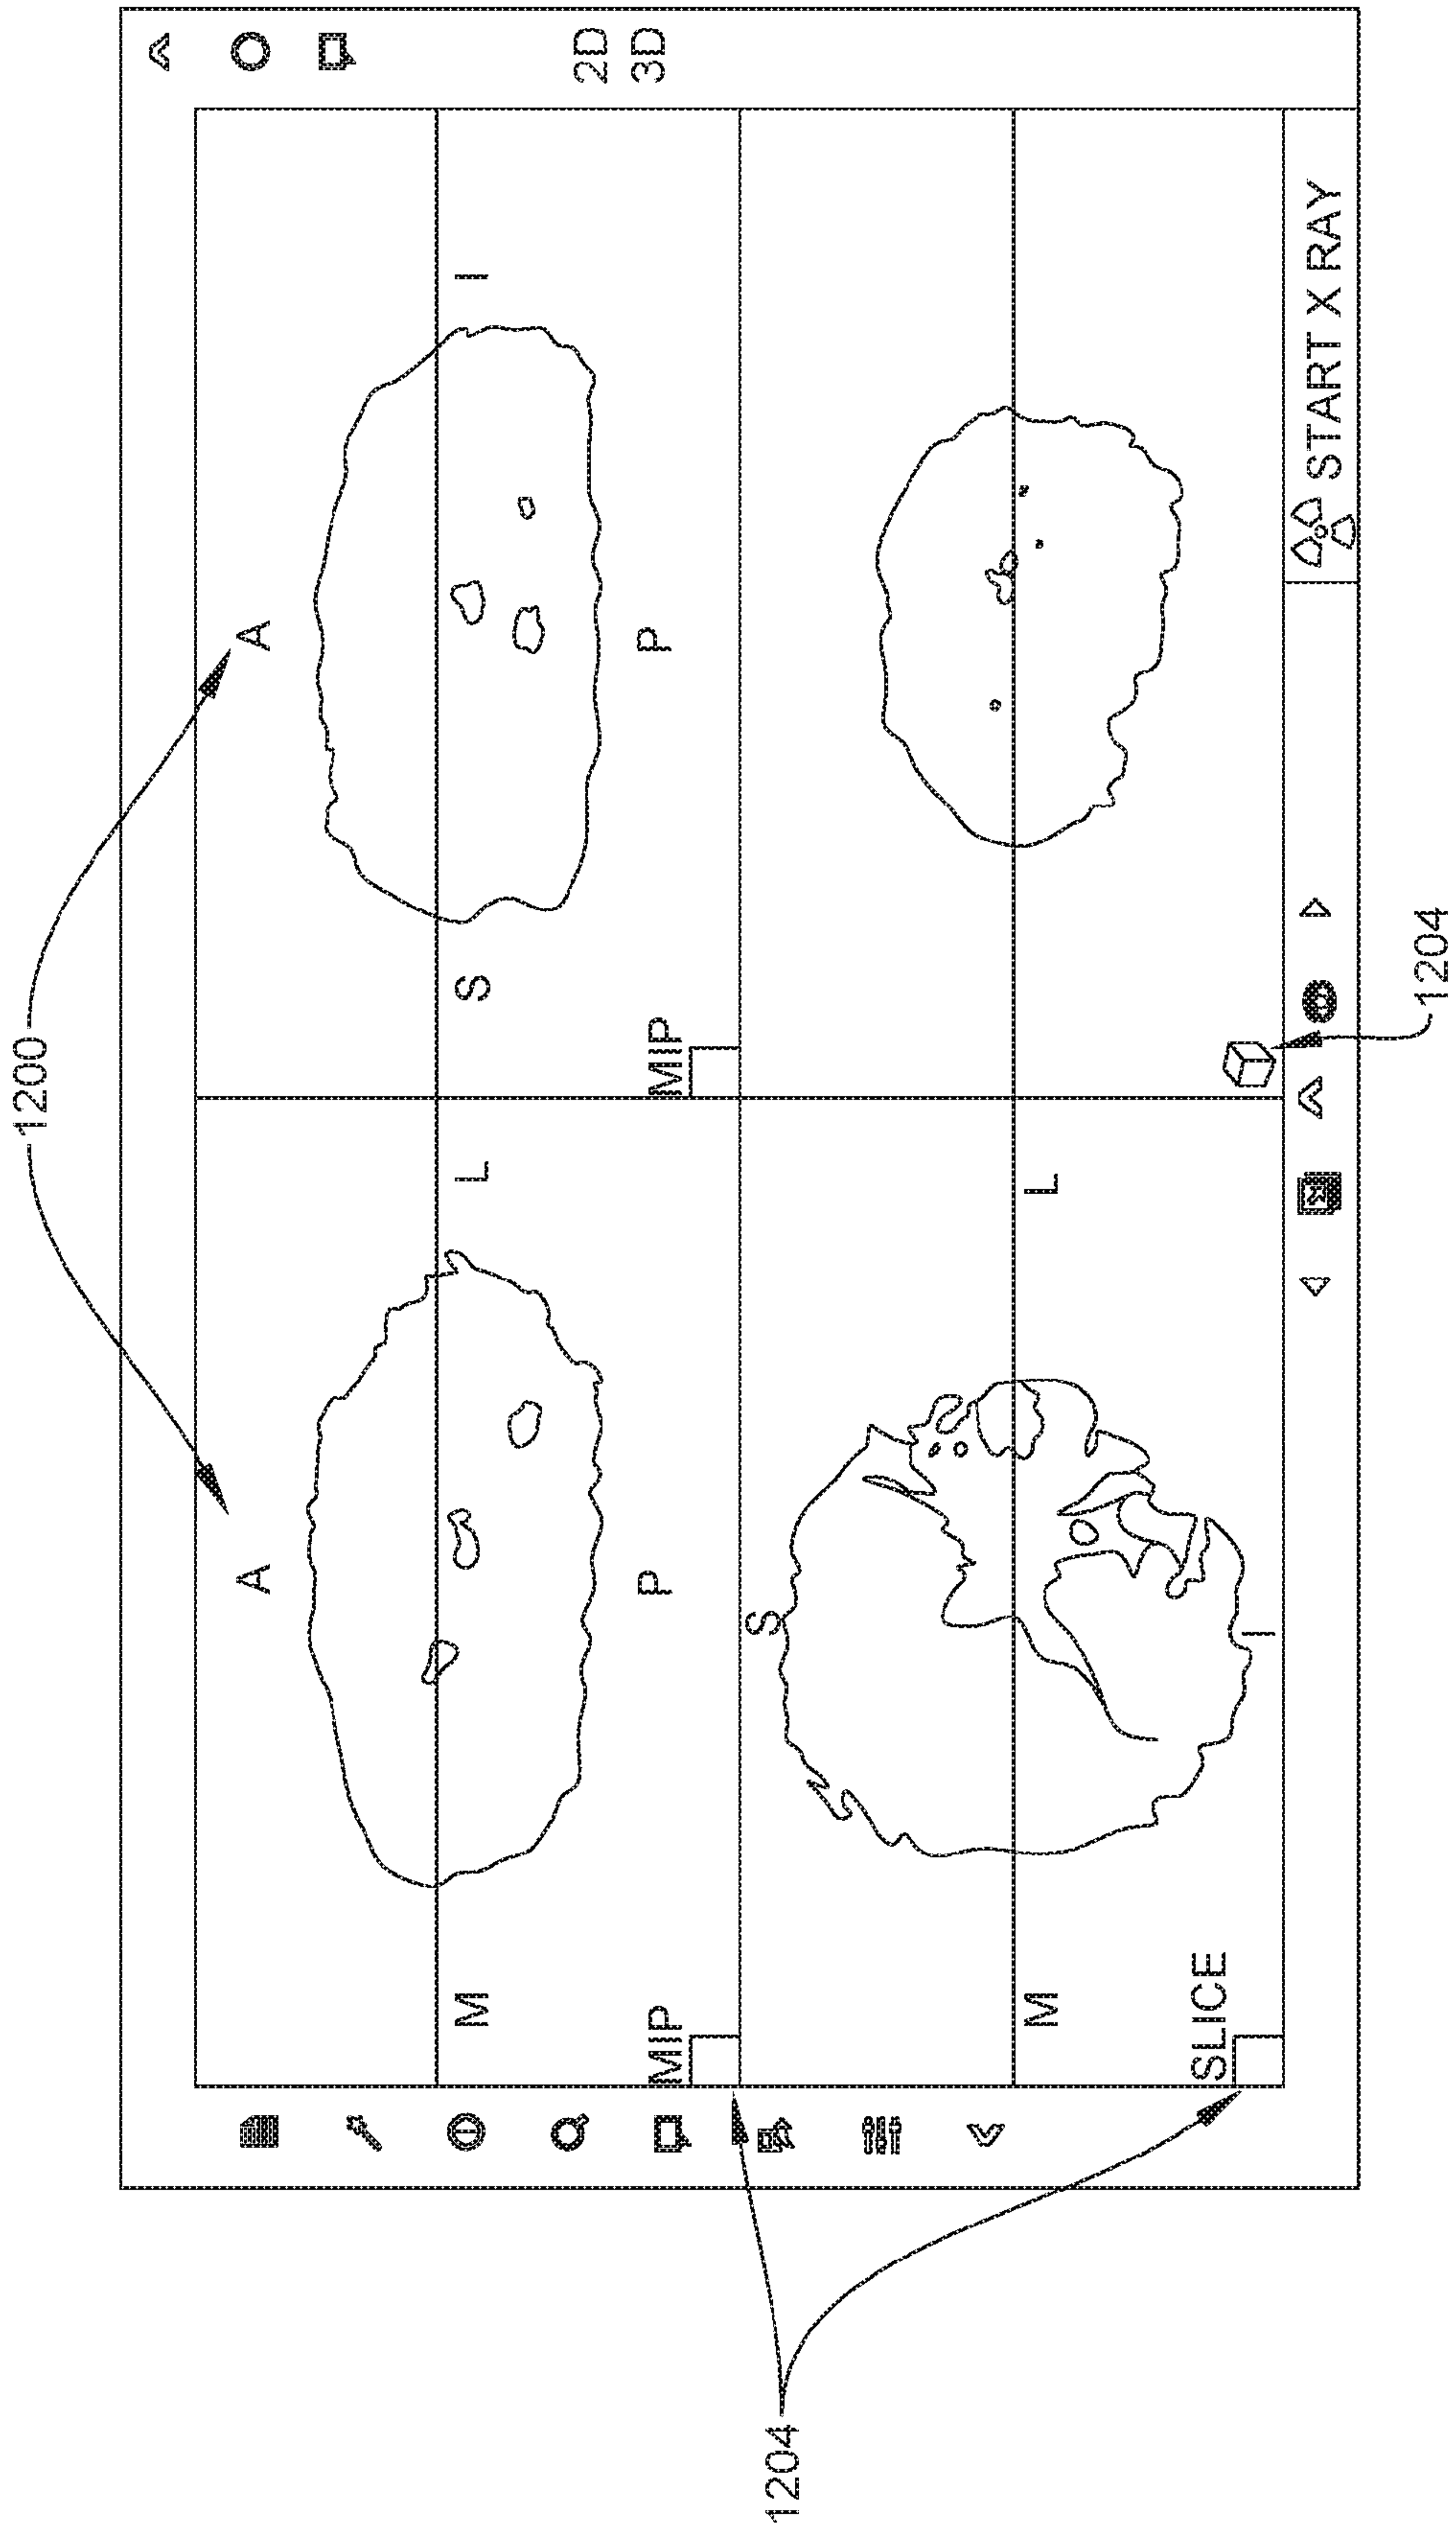 1200
A A
M L S I
2D
P P 3D
MIP MIP
S
1204
M L
SLICE
I
START X RAY
1204